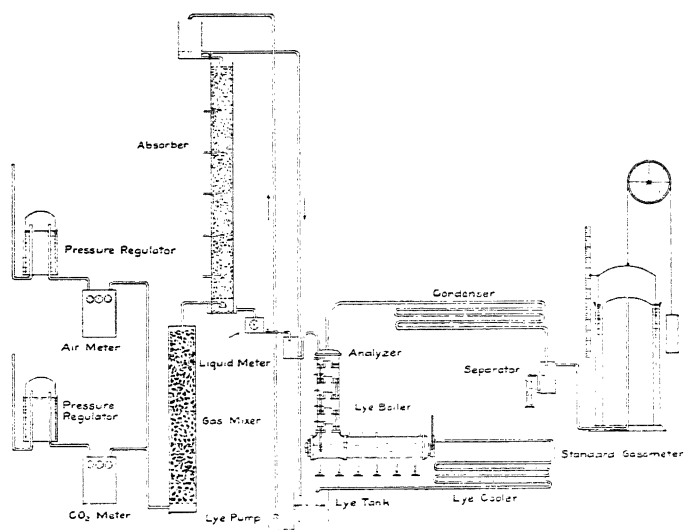 Absorber
Pressure Regulator
Air Meter
Pressure
Regulator
CO₂ Meter
Liquid Meter
Gas Mixer
Lye Pump
Condenser
Analyzer
Separator
Lye Boiler
Standard Gasometer
Lye Tank
Lye Cooler